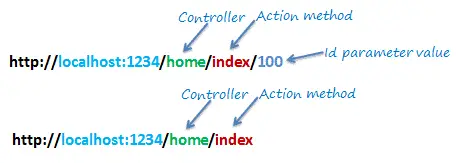 Controller Action method
http://localhost:1234/home/index/100
Id parameter value
Controller Action method
http://localhost:1234/home/index